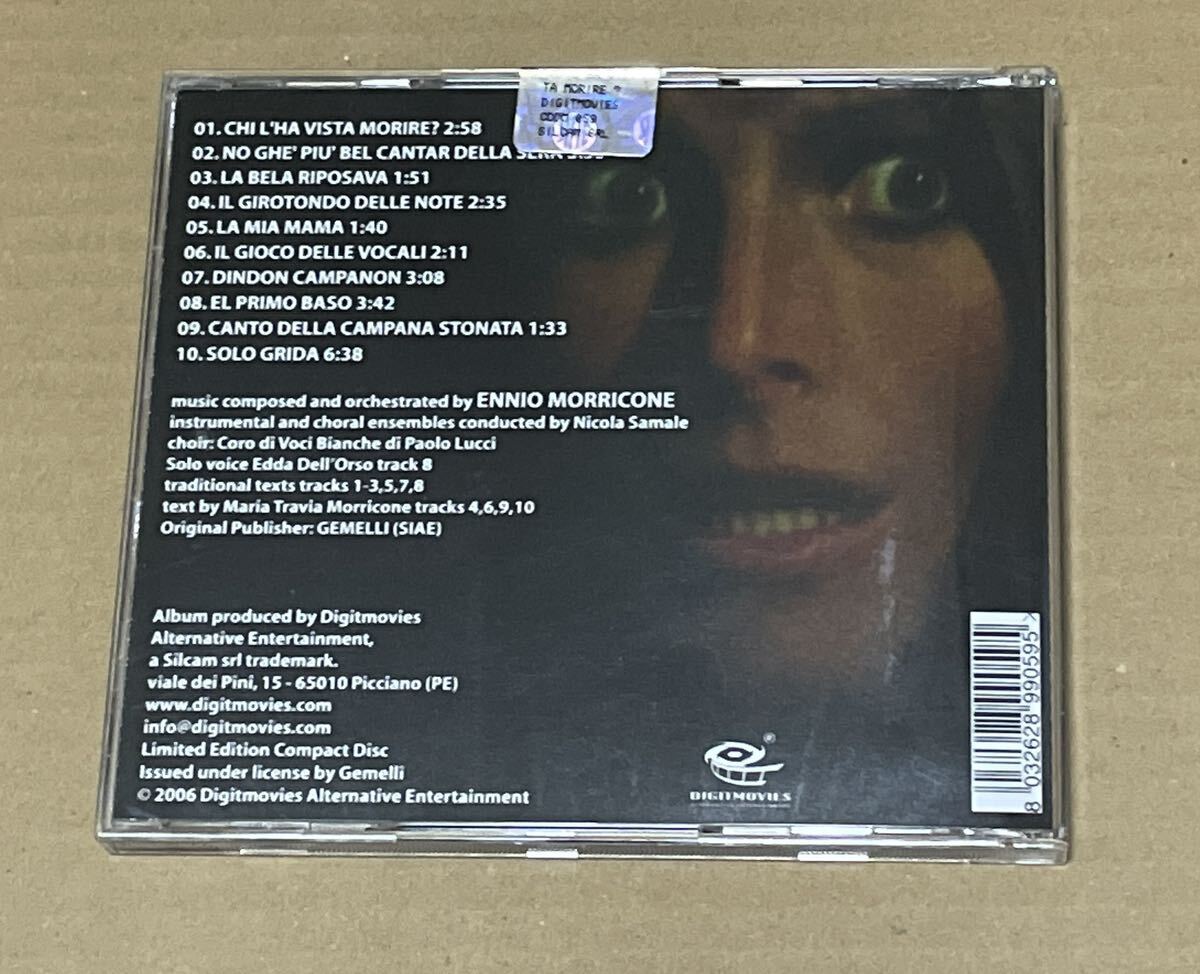 TA MORIRE ?
DIGITMOVIES
CDDM 059
SILCAM SRL
01. CHI L'HA VISTA MORIRE? 2:58
02. NO GHE' PIU' BEL CANTAR DELLA SERA
03. LA BELA RIPOSAVA 1:51
04. IL GIROTONDO DELLE NOTE 2:35
05. LA MIA MAMA 1:40
06. IL GIOCO DELLE VOCALI 2:11
07. DINDON CAMPANON 3:08
08. EL PRIMO BASO 3:42
09. CANTO DELLA CAMPANA STONATA 1:33
10. SOLO GRIDA 6:38
music composed and orchestrated by ENNIO MORRICONE
instrumental and choral ensembles conducted by Nicola Samale
choir: Coro di Voci Bianche di Paolo Lucci
Solo voice Edda Dell'Orso track 8
traditional texts tracks 1-3,5,7,8
text by Maria Travia Morricone tracks 4,6,9,10
Original Publisher: GEMELLI (SIAE)
Album produced by Digitmovies
Alternative Entertainment,
a Silcam srl trademark.
viale dei Pini, 15 - 65010 Picciano (PE)
www.digitmovies.com
info@digitmovies.com
Limited Edition Compact Disc
Issued under license by Gemelli
© 2006 Digitmovies Alternative Entertainment
®
DIGITMOVIES
8 032628 990595 >